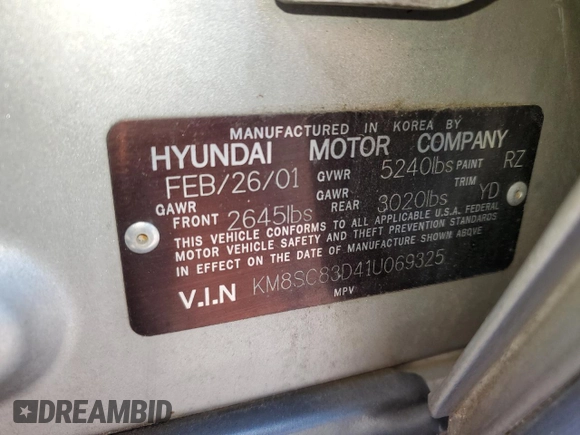 MANUFACTURED IN KOREA BY
HYUNDAI MOTOR COMPANY
FEB/26/01 GVWR 5240lbs PAINT RZ
GAWR FRONT 2645lbs GAWR REAR 3020lbs TRIM YD
THIS VEHICLE CONFORMS TO ALL APPLICABLE U.S.A. FEDERAL
MOTOR VEHICLE SAFETY AND THEFT PREVENTION STANDARDS
IN EFFECT ON THE DATE OF MANUFACTURE SHOWN ABOVE
V.I.N KM8SC83D41U069325
MPV
DREAMBID